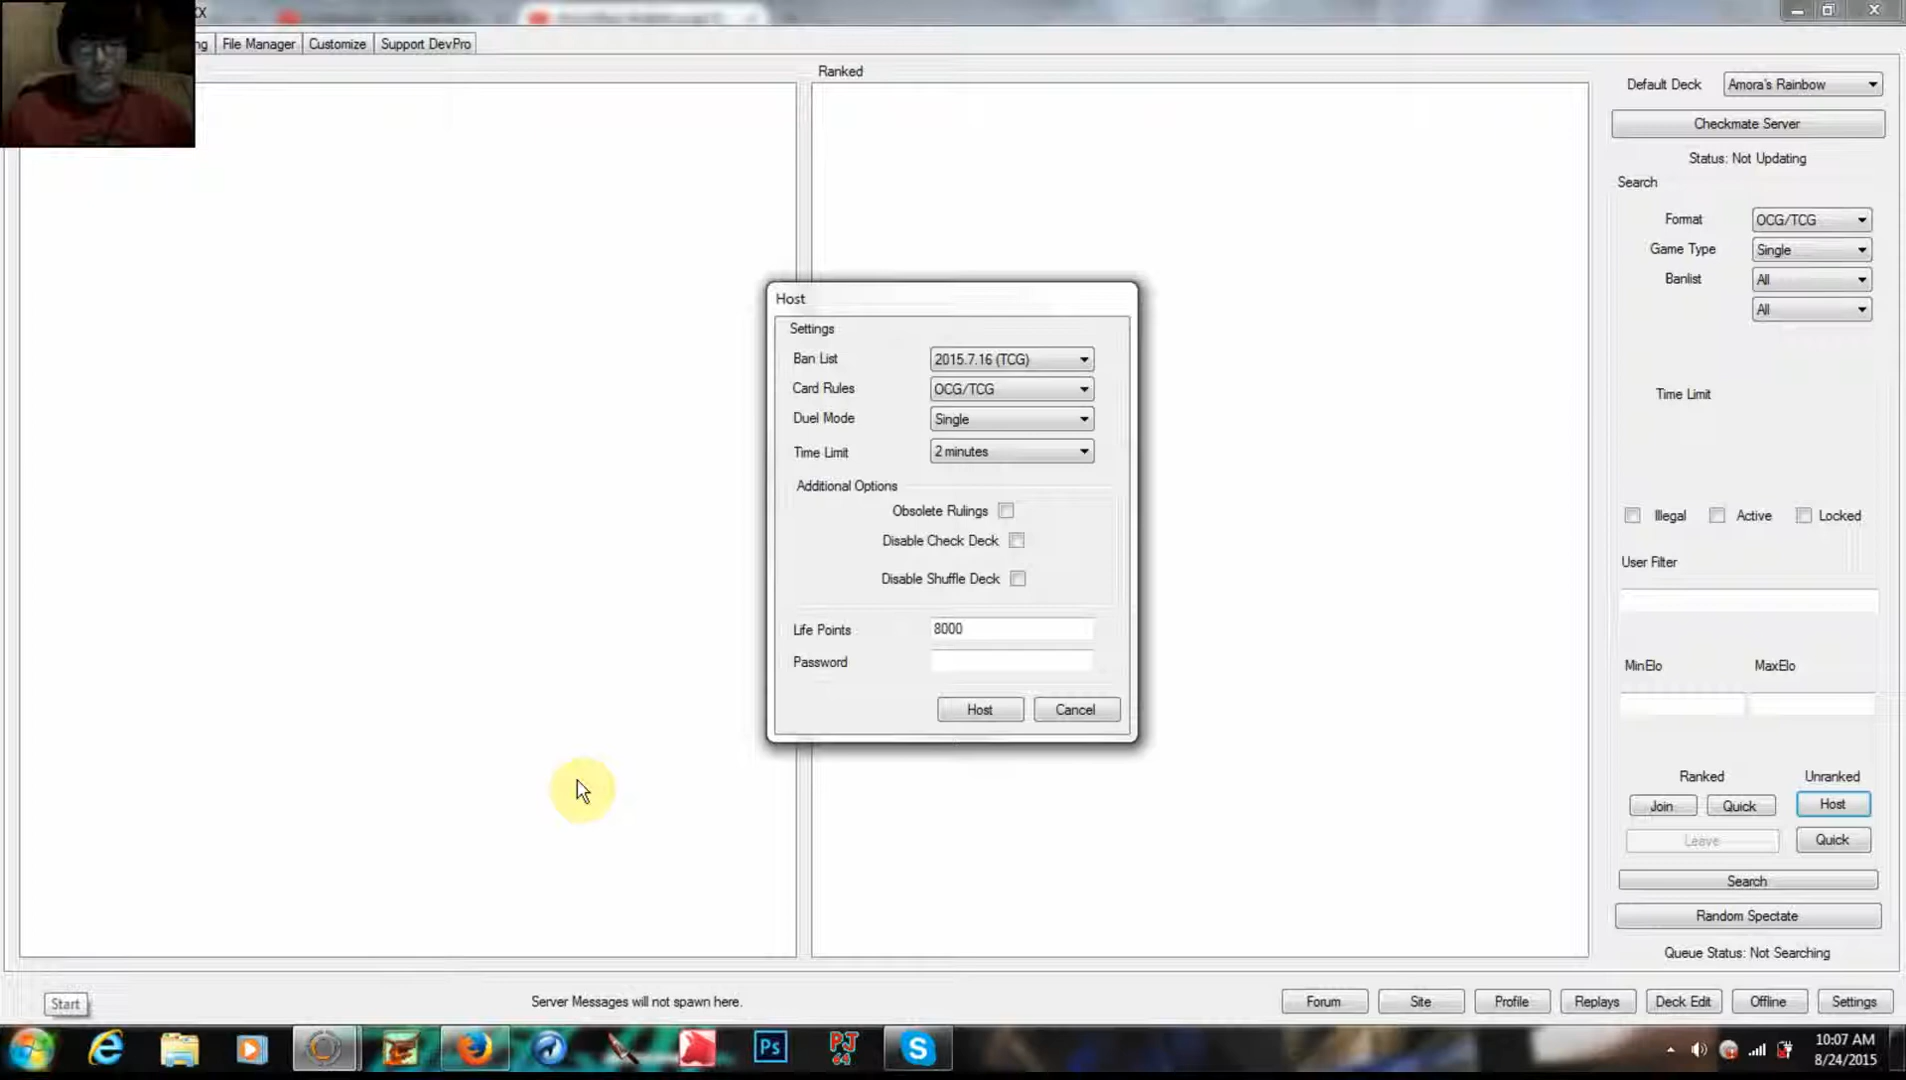 XX
ng File Manager Customize Support DevPro
Ranked
Default Deck Amora's Rainbow
Checkmate Server
Status: Not Updating
Search
Format OCG/TCG
Game Type Single
Banlist All
All
Time Limit
Illegal Active Locked
User Filter
MinElo MaxElo
Ranked Unranked
Join Quick Host
Leave Quick
Search
Random Spectate
Queue Status: Not Searching
Host
Settings
Ban List 2015.7.16 (TCG)
Card Rules OCG/TCG
Duel Mode Single
Time Limit 2 minutes
Additional Options
Obsolete Rulings
Disable Check Deck
Disable Shuffle Deck
Life Points 8000
Password
Host Cancel
Start
Server Messages will not spawn here.
Forum Site Profile Replays Deck Edit Offline Settings
Ps
PJ
64
10:07 AM
8/24/2015